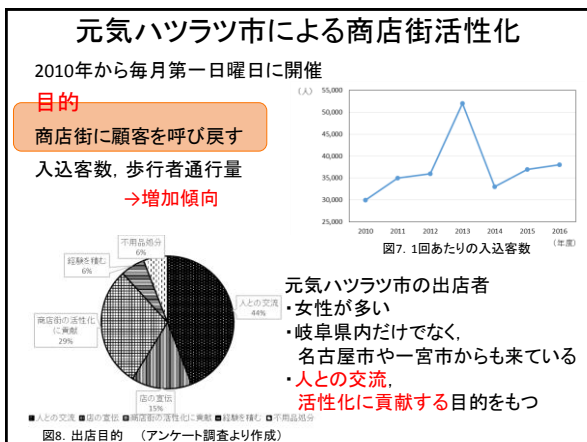 元気ハツラツ市による商店街活性化
2010年から毎月第一日曜日に開催
目的
商店街に顧客を呼び戻す
入込客数，歩行者通行量
→増加傾向
（人）
55,000
50,000
45,000
40,000
35,000
30,000
25,000
2010 2011 2012 2013 2014 2015 2016
（年度）
図7．1回あたりの入込客数
不用品処分
6%
経験を積む
6%
人との交流
44%
商店街の活性化
に貢献
29%
店の宣伝
15%
■人との交流 ■店の宣伝 ■商店街の活性化に貢献 ■経験を積む ■不用品処分
図8．出店目的 （アンケート調査より作成）
元気ハツラツ市の出店者
・女性が多い
・岐阜県内だけでなく，
名古屋市や一宮市からも来ている
・人との交流，
活性化に貢献する目的をもつ